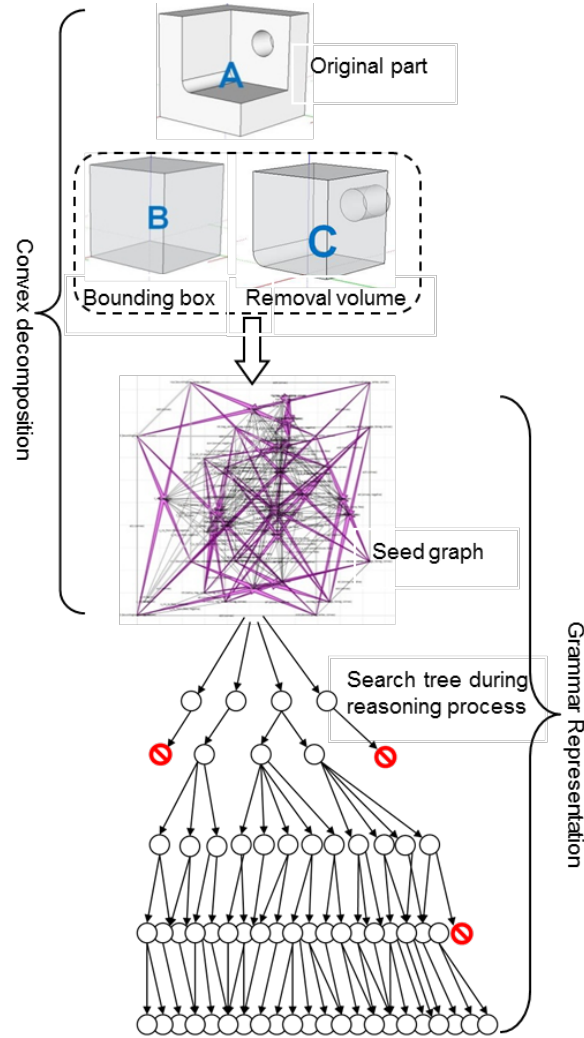 A
Original part
B
C
Bounding box
Removal volume
Convex decomposition
Seed graph
Search tree during
reasoning process
Grammar Representation